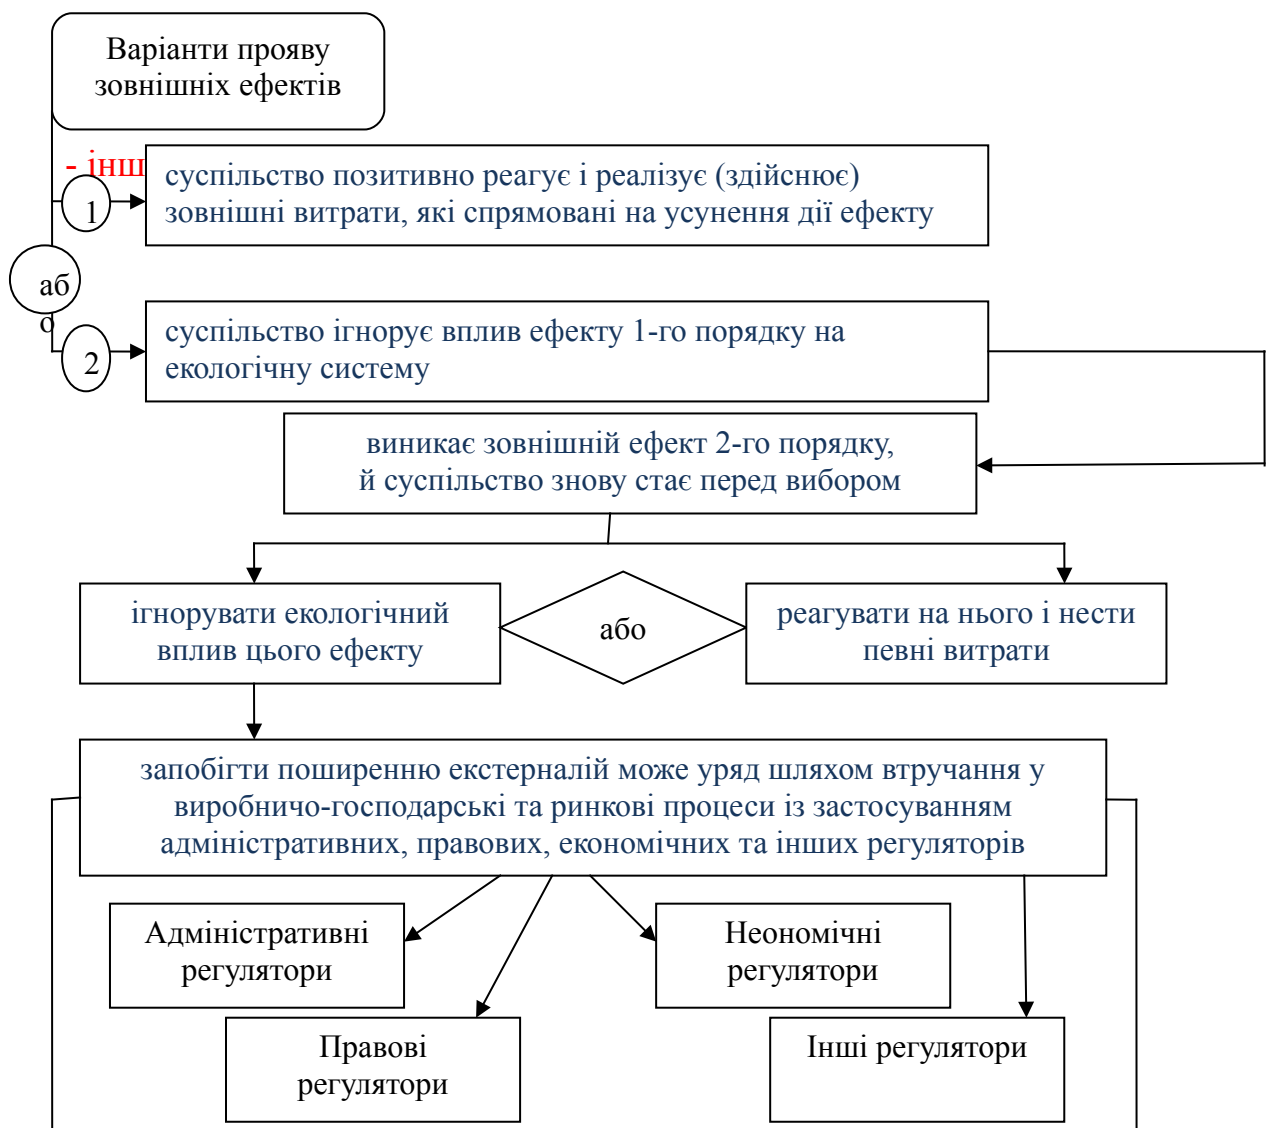 Варіанти прояву
зовнішніх ефектів
- інш
1
суспільство позитивно реагує і реалізує (здійснює)
зовнішні витрати, які спрямовані на усунення дії ефекту
аб
о
2
суспільство ігнорує вплив ефекту 1-го порядку на
екологічну систему
виникає зовнішній ефект 2-го порядку,
й суспільство знову стає перед вибором
ігнорувати екологічний
вплив цього ефекту
або
реагувати на нього і нести
певні витрати
запобігти поширенню екстерналій може уряд шляхом втручання у
виробничо-господарські та ринкові процеси із застосуванням
адміністративних, правових, економічних та інших регуляторів
Адміністративні
регулятори
Неономічні
регулятори
Правові
регулятори
Інші регулятори